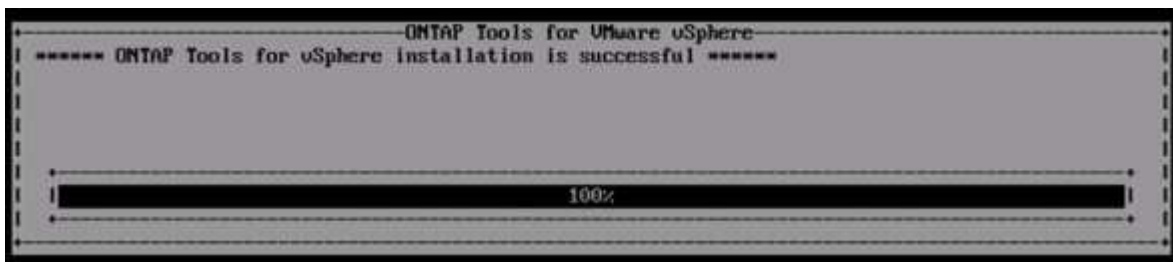 ONTAP Tools for VMware vSphere
====== ONTAP Tools for vSphere installation is successful ======
100%